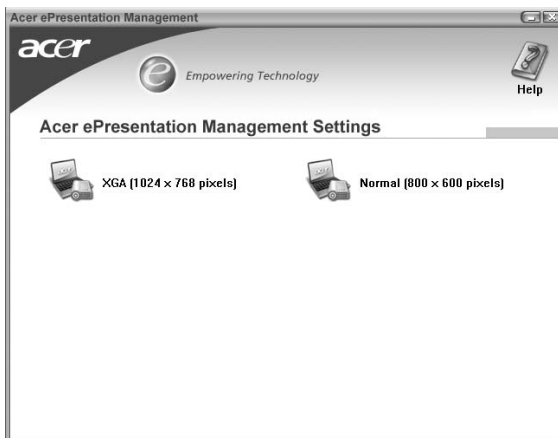 Acer ePresentation Management
acer
e Empowering Technology
Help
Acer ePresentation Management Settings
XGA (1024 x 768 pixels)
Normal (800 x 600 pixels)